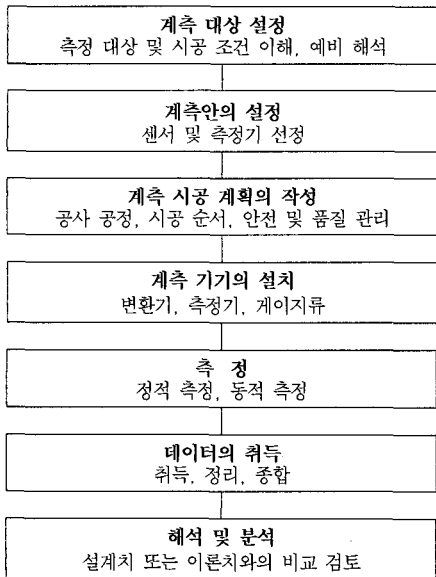 계측 대상 설정
측정 대상 및 시공 조건 이해, 예비 해석
계측안의 설정
센서 및 측정기 선정
계측 시공 계획의 작성
공사 공정, 시공 순서, 안전 및 품질 관리
계측 기기의 설치
변환기, 측정기, 게이지류
측 정
정적 측정, 동적 측정
데이터의 취득
취득, 정리, 종합
해석 및 분석
설계치 또는 이론치와의 비교 검토